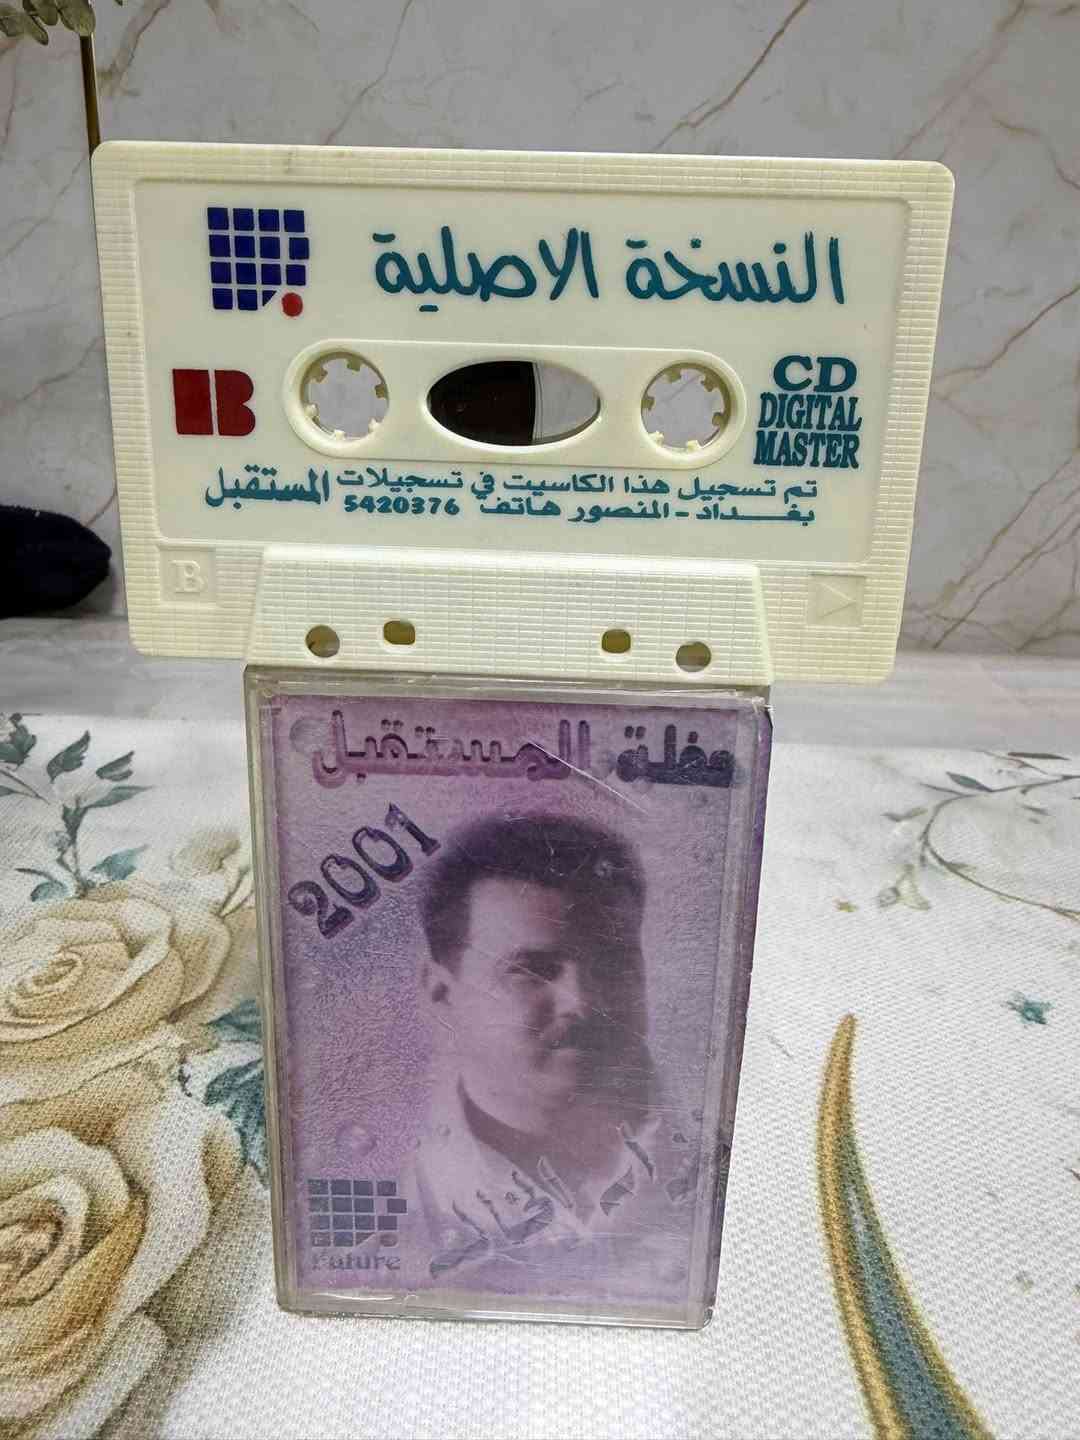 النسخة الاصلية
B
CD
DIGITAL
MASTER
تم تسجيل هذا الكاسيت في تسجيلات المستقبل
بغـــداد - المنصور هاتف 5420376
B
حفلة المستقبل
2001
Future